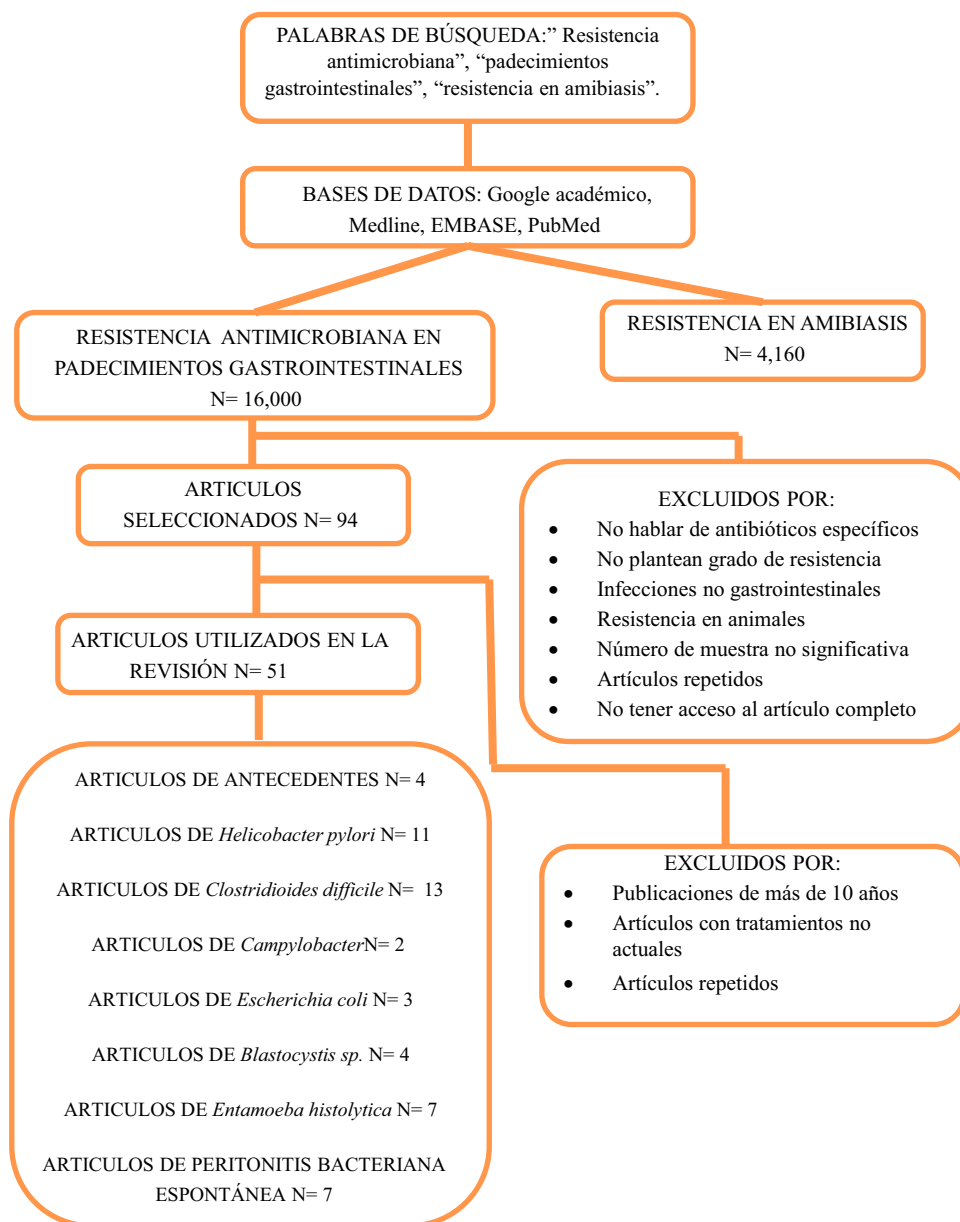 PALABRAS DE BÚSQUEDA:” Resistencia
antimicrobiana”, “padecimientos
gastrointestinales”, “resistencia en amibiasis”.
BASES DE DATOS: Google académico,
Medline, EMBASE, PubMed
RESISTENCIA ANTIMICROBIANA EN
PADECIMIENTOS GASTROINTESTINALES
N= 16,000
RESISTENCIA EN AMIBIASIS
N= 4,160
ARTICULOS
SELECCIONADOS N= 94
EXCLUIDOS POR:
• No hablar de antibióticos específicos
• No plantean grado de resistencia
• Infecciones no gastrointestinales
• Resistencia en animales
• Número de muestra no significativa
• Artículos repetidos
• No tener acceso al artículo completo
ARTICULOS UTILIZADOS EN LA
REVISIÓN N= 51
ARTICULOS DE ANTECEDENTES N= 4
ARTICULOS DE Helicobacter pylori N= 11
ARTICULOS DE Clostridioides difficile N= 13
ARTICULOS DE CampylobacterN= 2
ARTICULOS DE Escherichia coli N= 3
ARTICULOS DE Blastocystis sp. N= 4
ARTICULOS DE Entamoeba histolytica N= 7
ARTICULOS DE PERITONITIS BACTERIANA
ESPONTÁNEA N= 7
EXCLUIDOS POR:
• Publicaciones de más de 10 años
• Artículos con tratamientos no
actuales
• Artículos repetidos